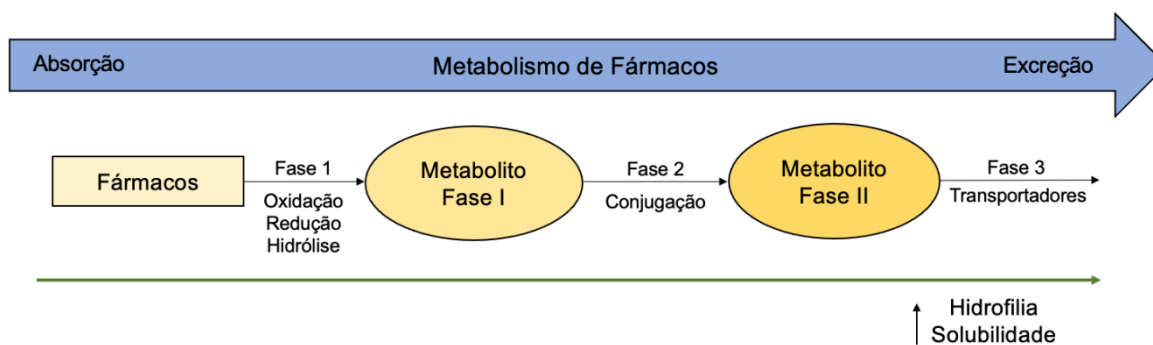 Absorção
Metabolismo de Fármacos
Excreção
Fármacos
Fase 1
Oxidação
Redução
Hidrólise
Metabolito
Fase I
Fase 2
Conjugação
Metabolito
Fase II
Fase 3
Transportadores
Hidrofilia
Solubilidade